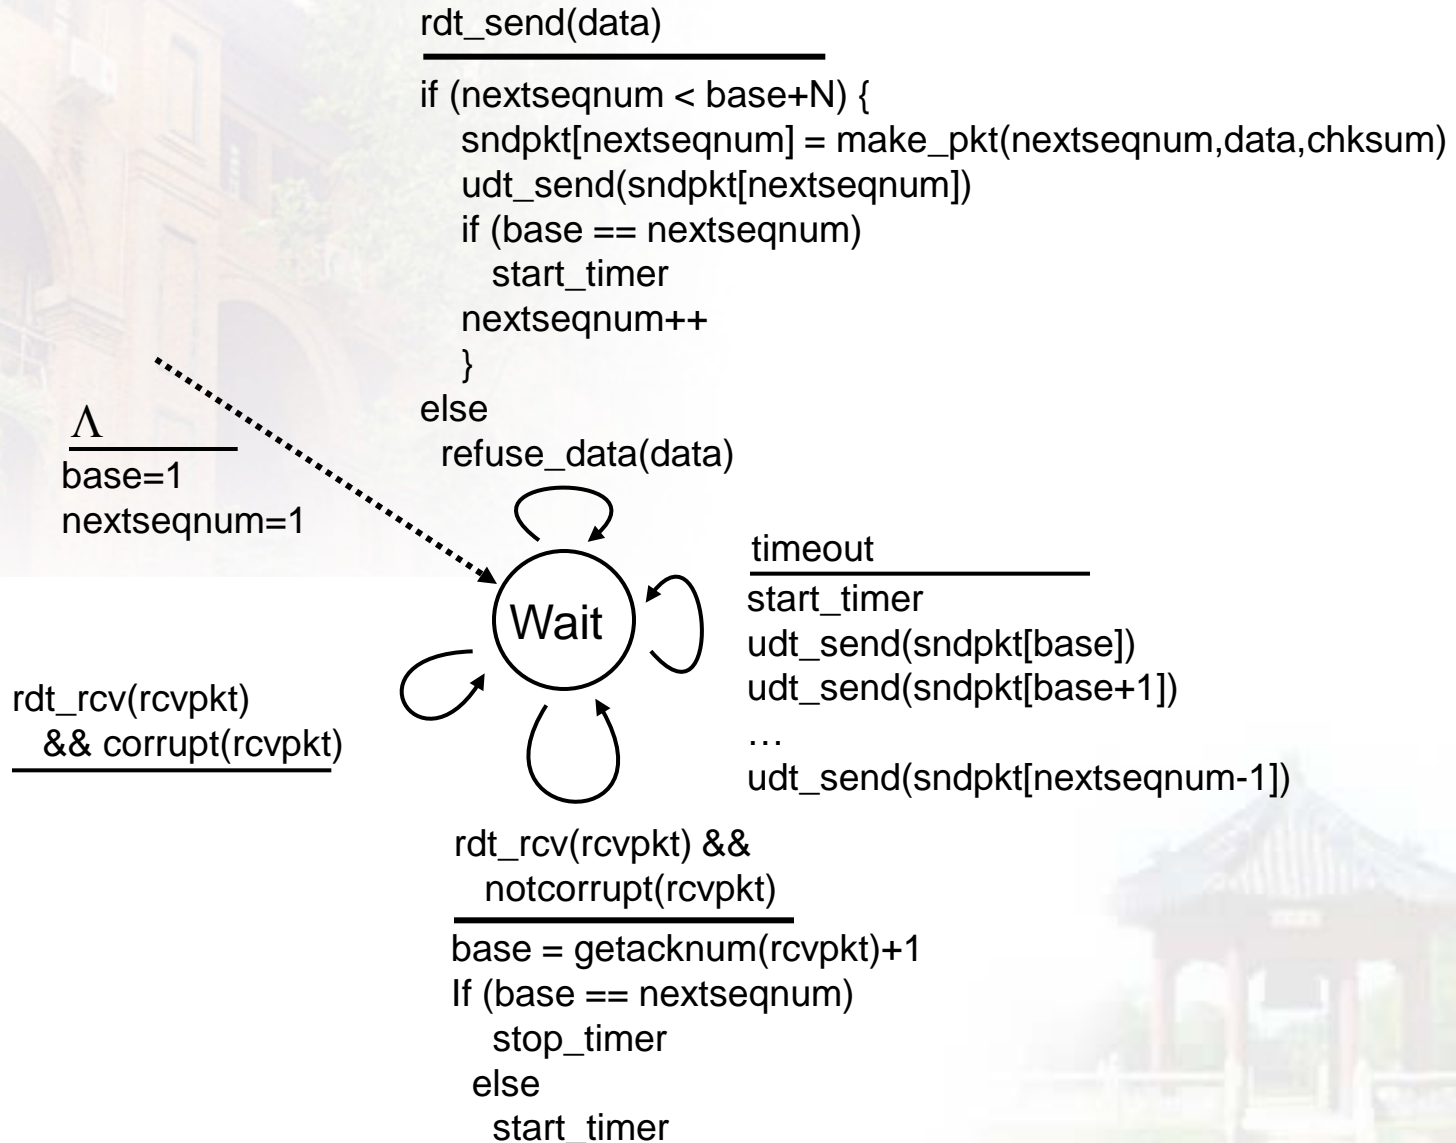 rdt_send(data)
if (nextseqnum < base+N) {
sndpkt[nextseqnum] = make_pkt(nextseqnum,data,chksum)
udt_send(sndpkt[nextseqnum])
if (base == nextseqnum)
start_timer
nextseqnum++
}
else
refuse_data(data)
Λ
base=1
nextseqnum=1
Wait
timeout
start_timer
udt_send(sndpkt[base])
udt_send(sndpkt[base+1])
…
udt_send(sndpkt[nextseqnum-1])
rdt_rcv(rcvpkt)
&& corrupt(rcvpkt)
rdt_rcv(rcvpkt) &&
notcorrupt(rcvpkt)
base = getacknum(rcvpkt)+1
If (base == nextseqnum)
stop_timer
else
start_timer